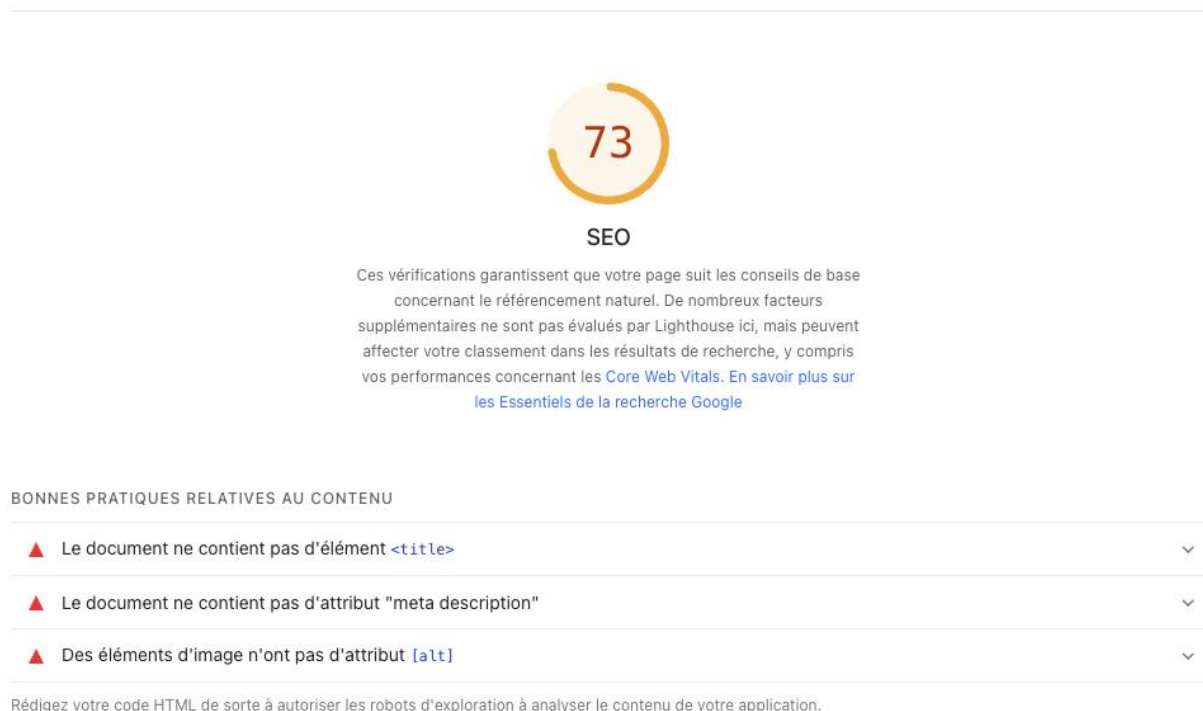 73
SEO
Ces vérifications garantissent que votre page suit les conseils de base
concernant le référencement naturel. De nombreux facteurs
supplémentaires ne sont pas évalués par Lighthouse ici, mais peuvent
affecter votre classement dans les résultats de recherche, y compris
vos performances concernant les Core Web Vitals. En savoir plus sur
les Essentiels de la recherche Google
BONNES PRATIQUES RELATIVES AU CONTENU
Le document ne contient pas d'élément <title>
Le document ne contient pas d'attribut "meta description"
Des éléments d'image n'ont pas d'attribut [alt]
Rédigez votre code HTML de sorte à autoriser les robots d'exploration à analyser le contenu de votre application.